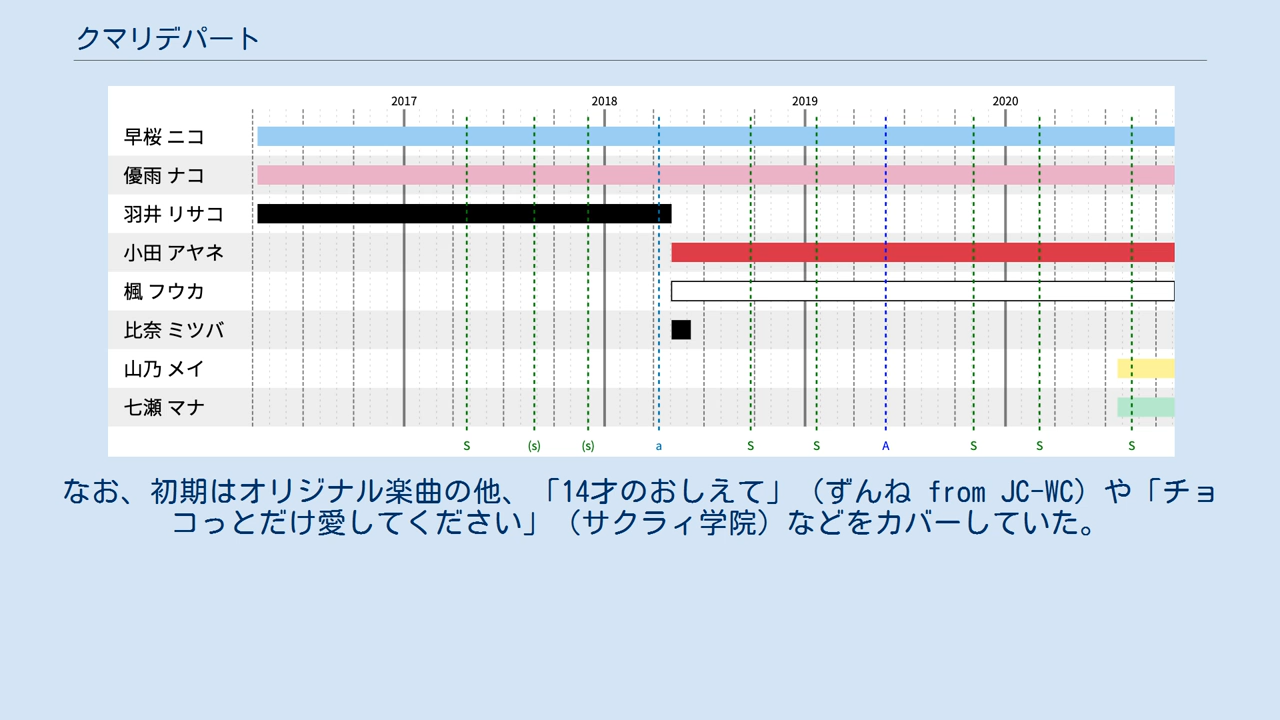 クマリデパート
2017 2018 2019 2020
早桜 ニコ
優雨 ナコ
羽井 リサコ
小田 アヤネ
楓 フウカ
比奈 ミツバ
山乃 メイ
七瀬 マナ
S (s) (s) a S S A S S S
なお、初期はオリジナル楽曲の他、「14才のおしえて」（ずんね from JC-WC）や「チョ
コっとだけ愛してください」（サクラィ学院）などをカバーしていた。